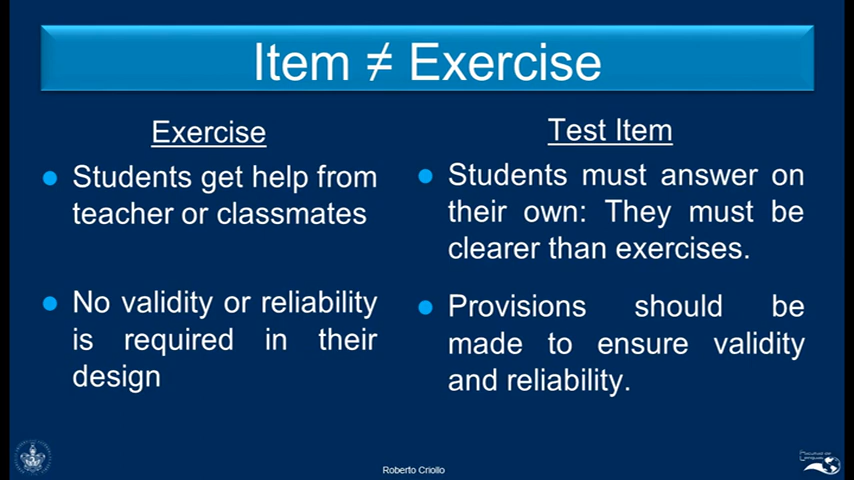 Item ≠ Exercise
Exercise
Students get help from
teacher or classmates
No validity or reliability
is required in their
design
Test Item
Students must answer on
their own: They must be
clearer than exercises.
Provisions should be
made to ensure validity
and reliability.
Roberto Criollo